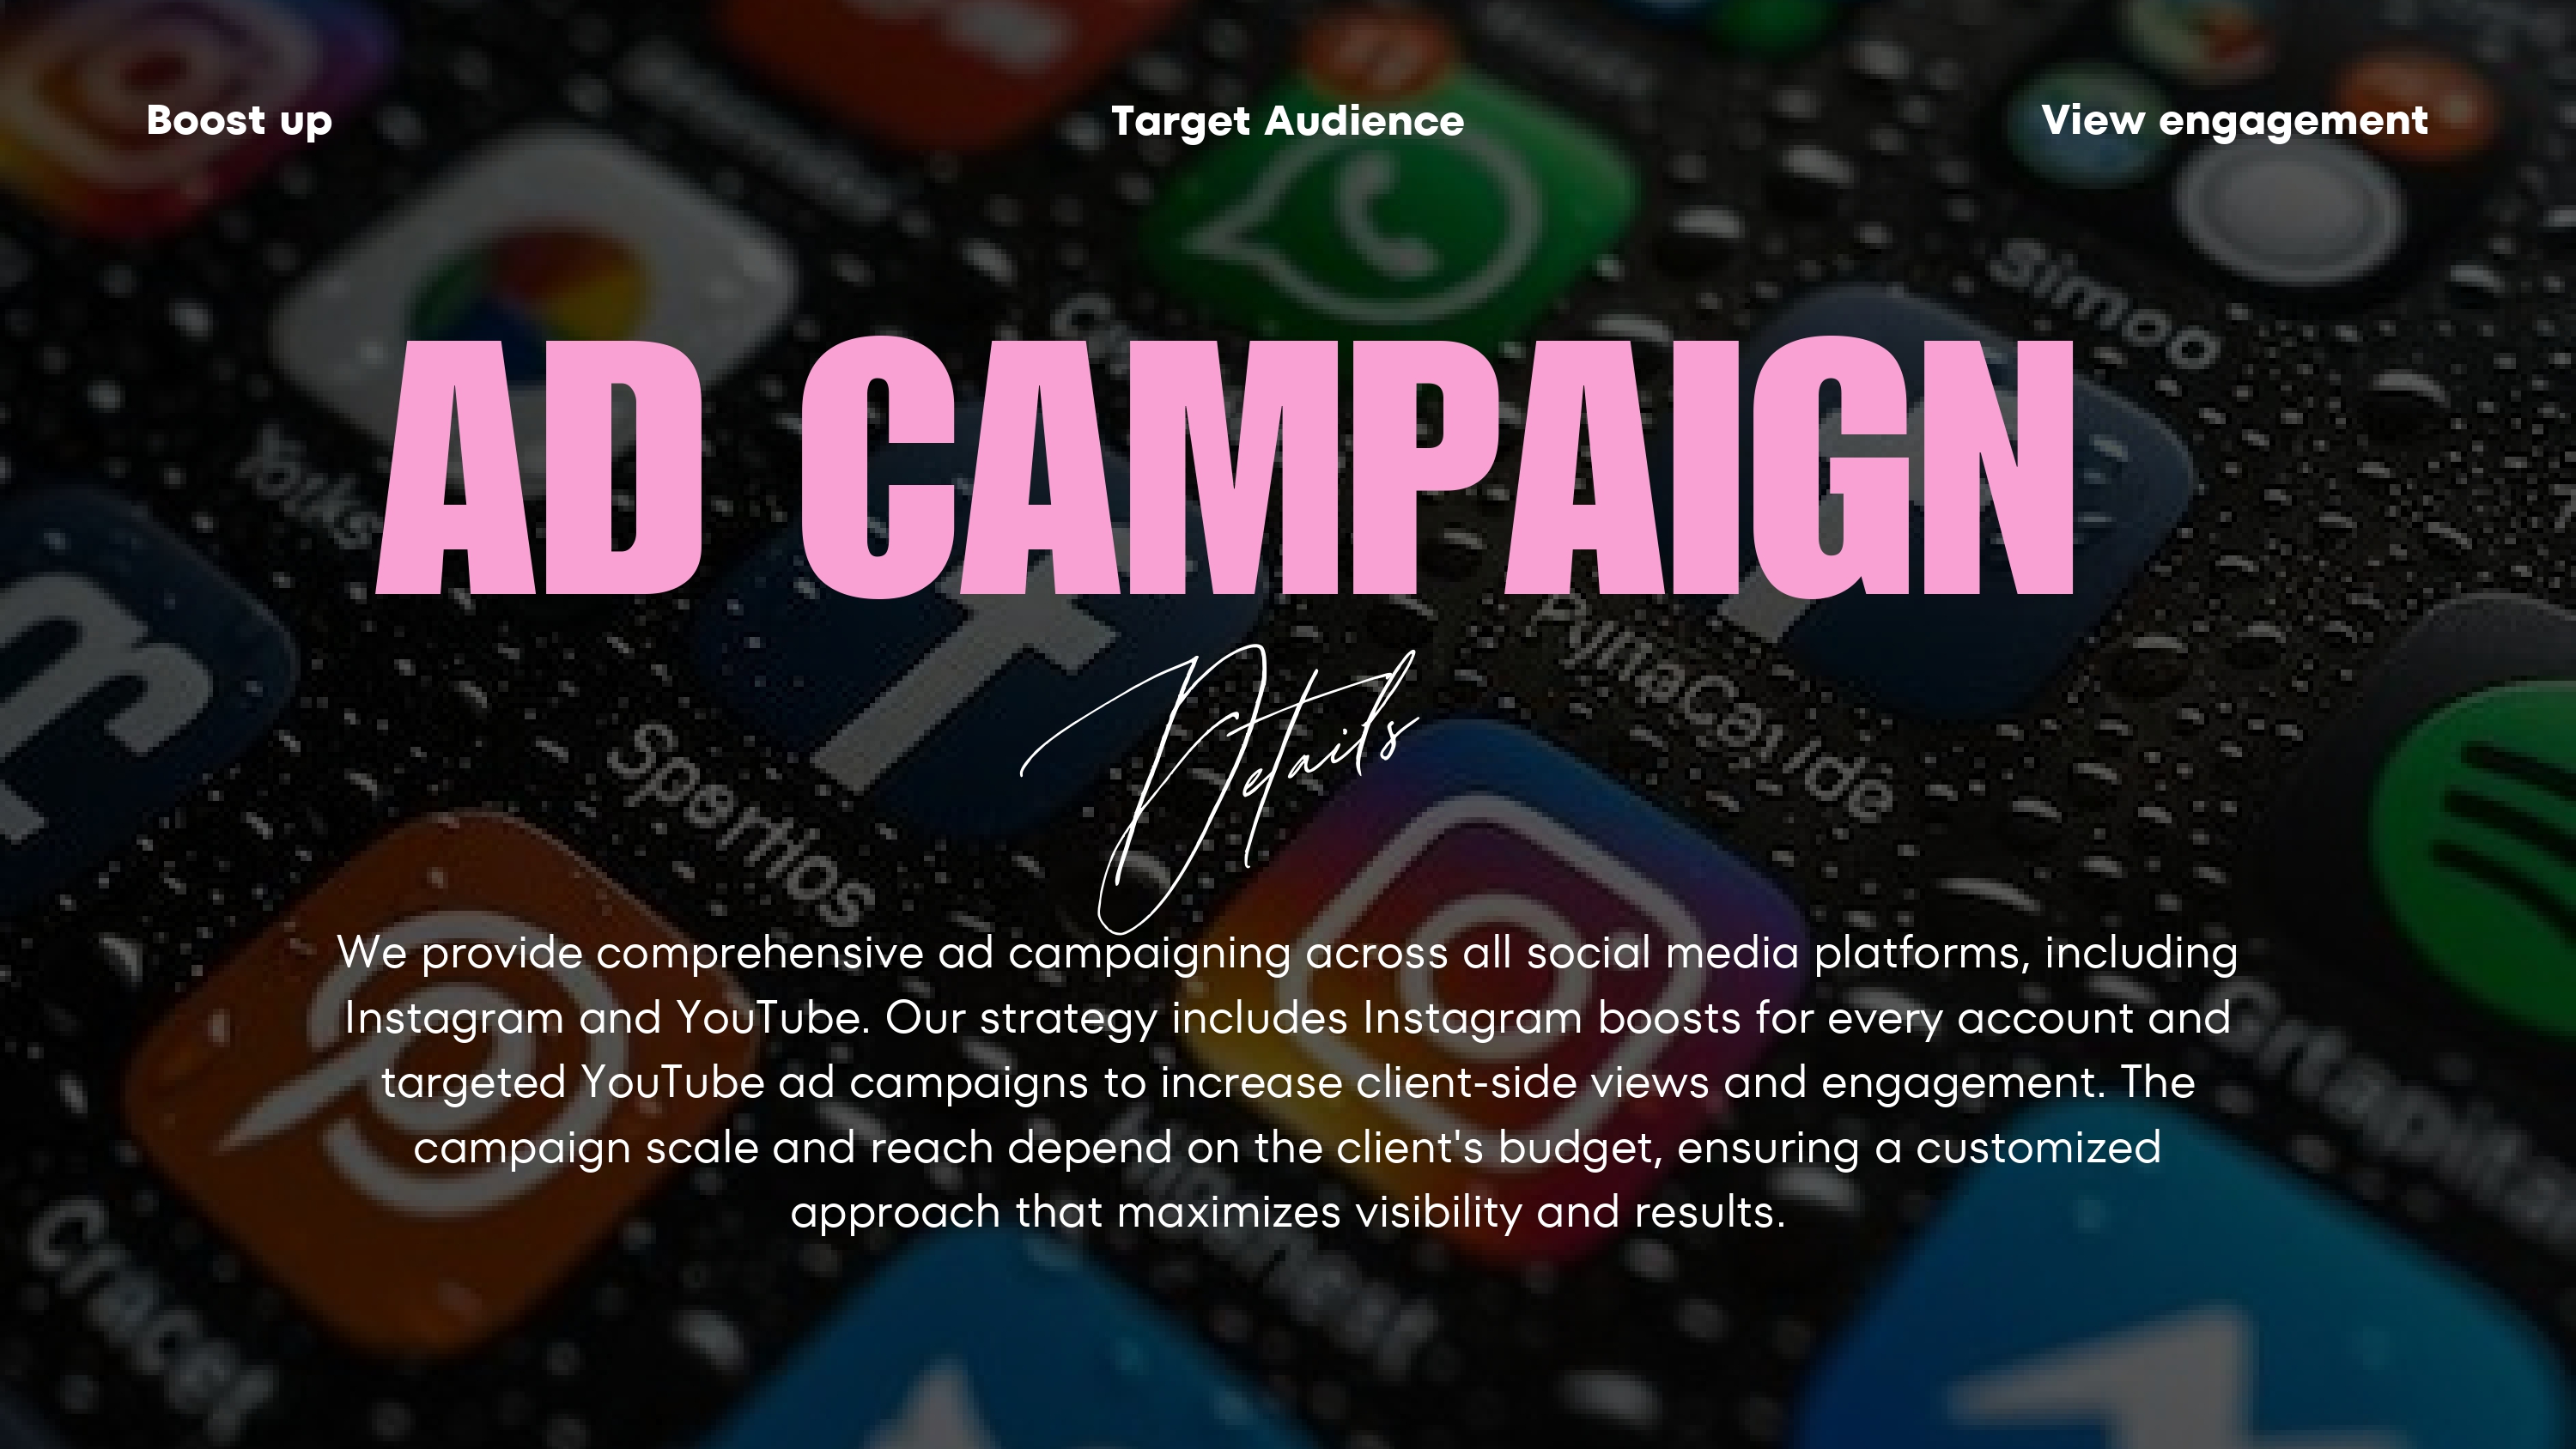 Boost up
Target Audience
View engagement
Simoo
AD CAMPAIGN
Yorks
Details
Sperrios
We provide comprehensive ad campaigning across all social media platforms, including
Instagram and YouTube. Our strategy includes Instagram boosts for every account and
targeted YouTube ad campaigns to increase client-side views and engagement. The
campaign scale and reach depend on the client's budget, ensuring a customized
approach that maximizes visibility and results.